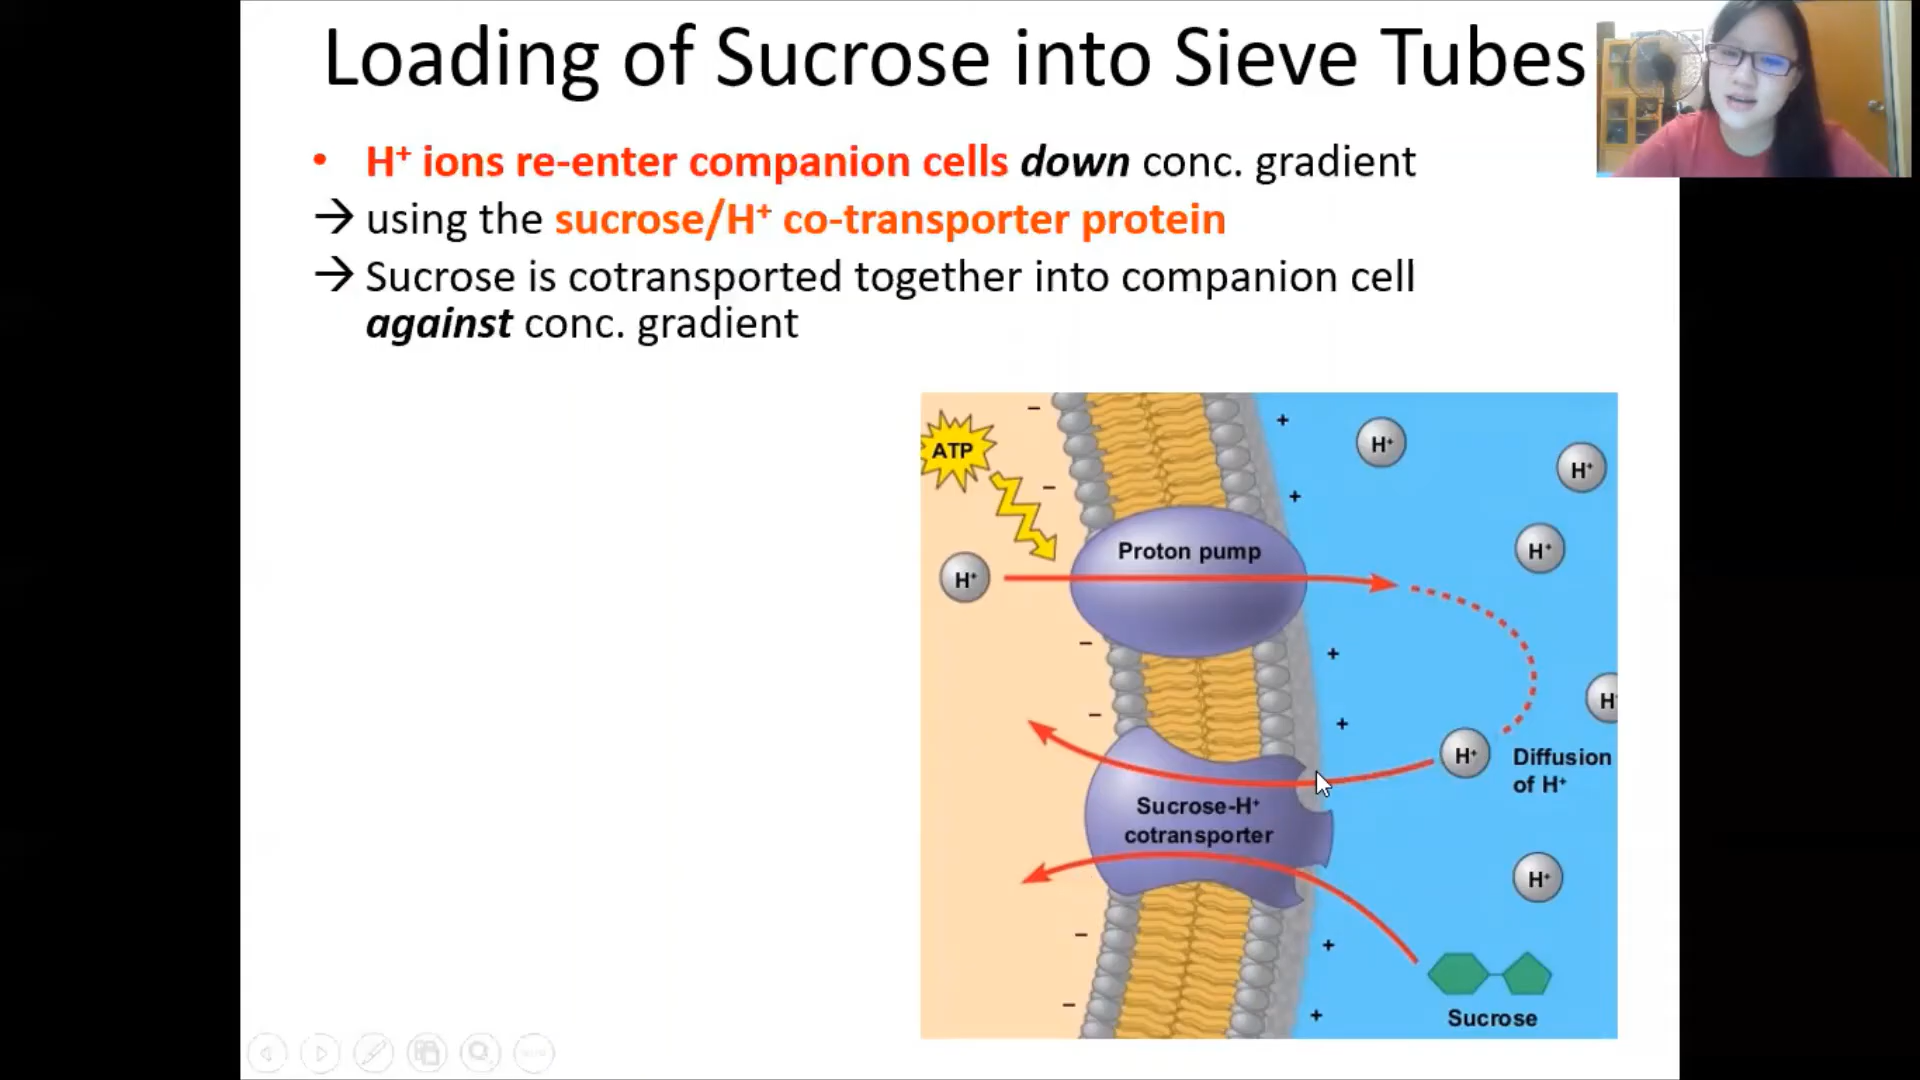 Loading of Sucrose into Sieve Tubes
• H⁺ ions re-enter companion cells down conc. gradient
→ using the sucrose/H⁺ co-transporter protein
→ Sucrose is cotransported together into companion cell
against conc. gradient
ATP
H⁺
H⁺
H⁺
Proton pump
H⁺
H
H⁺
Diffusion
of H⁺
Sucrose-H⁺
cotransporter
H⁺
Sucrose